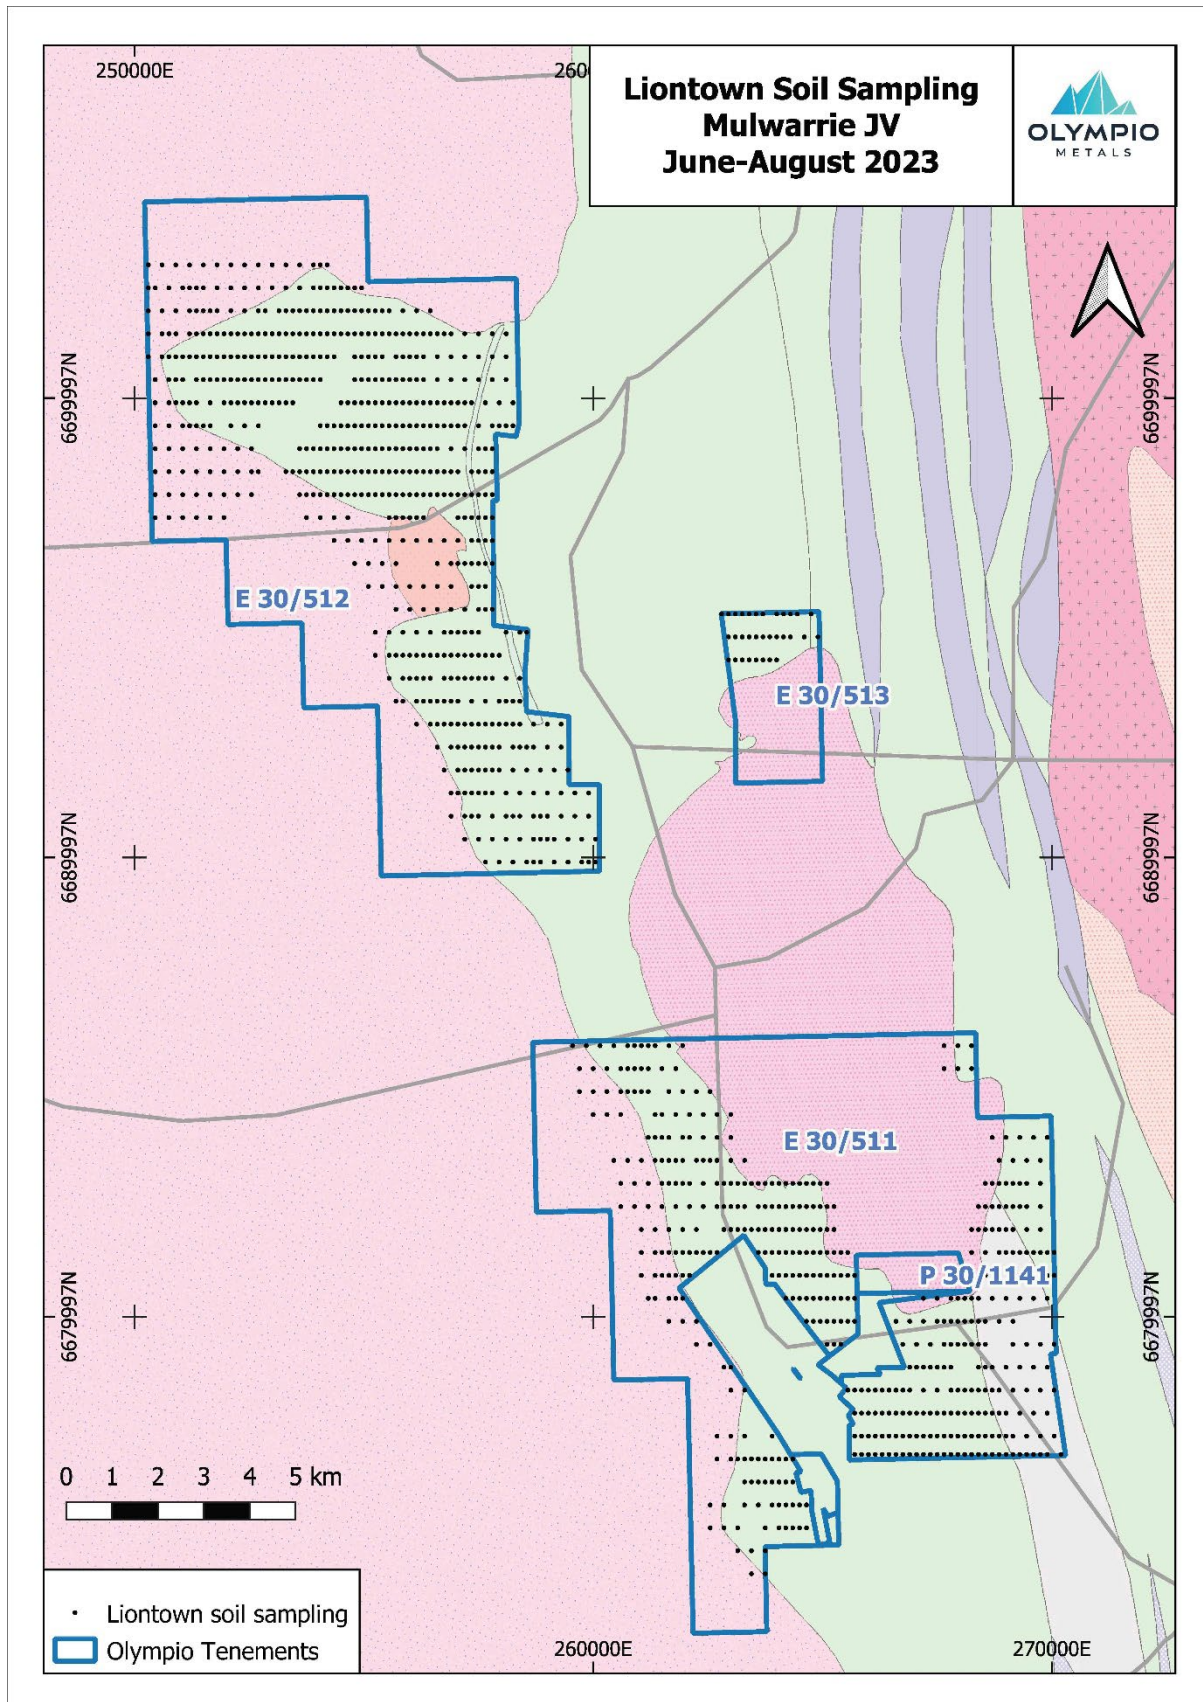 250000E
260
Liontown Soil Sampling
Mulwarrie JV
June-August 2023
OLYMPIO
METALS
6699997N
6699997N
E 30/512
E 30/513
6689997N
6689997N
E 30/511
P 30/1141
6679997N
6679997N
0 1 2 3 4 5 km
Liontown soil sampling
Olympio Tenements
260000E
270000E